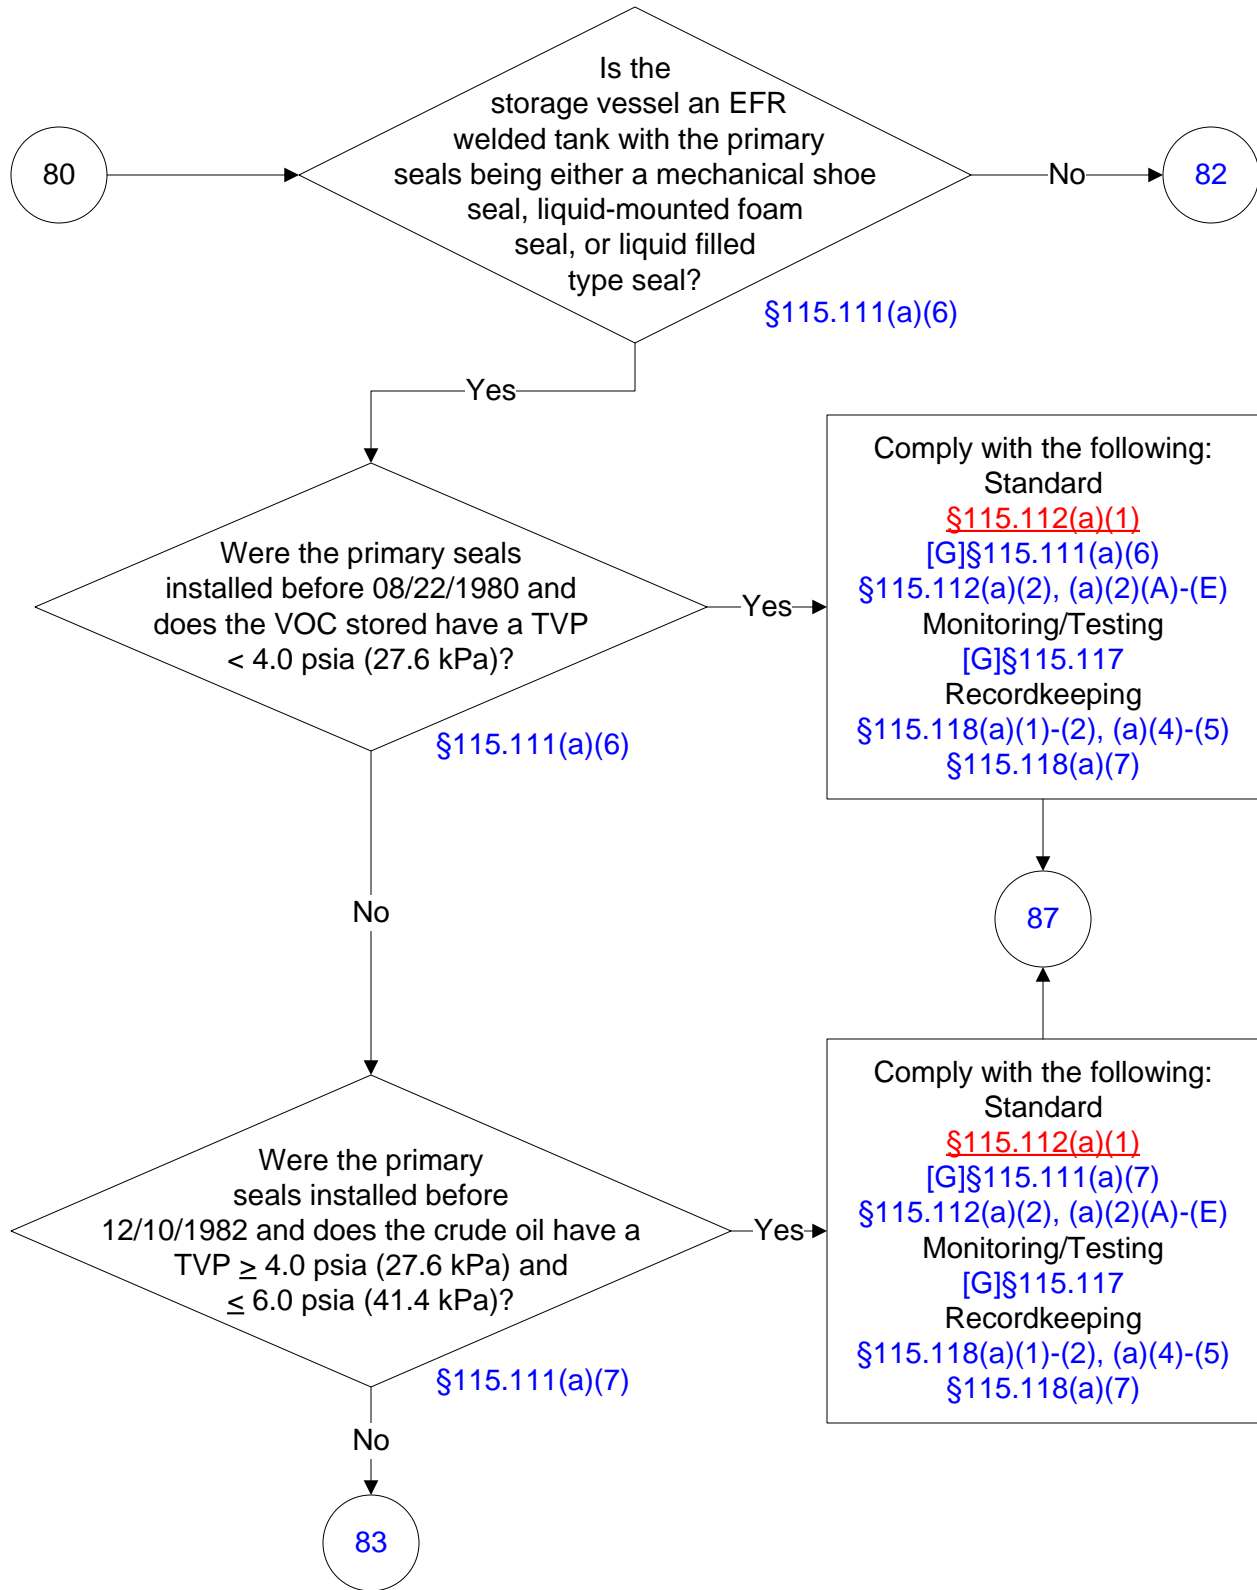 Is the
storage vessel an EFR
welded tank with the primary
seals being either a mechanical shoe
seal, liquid-mounted foam
seal, or liquid filled
type seal?
80
No
82
§115.111(a)(6)
Yes
Were the primary seals
installed before 08/22/1980 and
does the VOC stored have a TVP
< 4.0 psia (27.6 kPa)?
§115.111(a)(6)
Yes
Comply with the following:
Standard
§115.112(a)(1)
[G]§115.111(a)(6)
§115.112(a)(2), (a)(2)(A)-(E)
Monitoring/Testing
[G]§115.117
Recordkeeping
§115.118(a)(1)-(2), (a)(4)-(5)
§115.118(a)(7)
No
87
Were the primary
seals installed before
12/10/1982 and does the crude oil have a
TVP ≥ 4.0 psia (27.6 kPa) and
≤ 6.0 psia (41.4 kPa)?
§115.111(a)(7)
Yes
Comply with the following:
Standard
§115.112(a)(1)
[G]§115.111(a)(7)
§115.112(a)(2), (a)(2)(A)-(E)
Monitoring/Testing
[G]§115.117
Recordkeeping
§115.118(a)(1)-(2), (a)(4)-(5)
§115.118(a)(7)
No
83